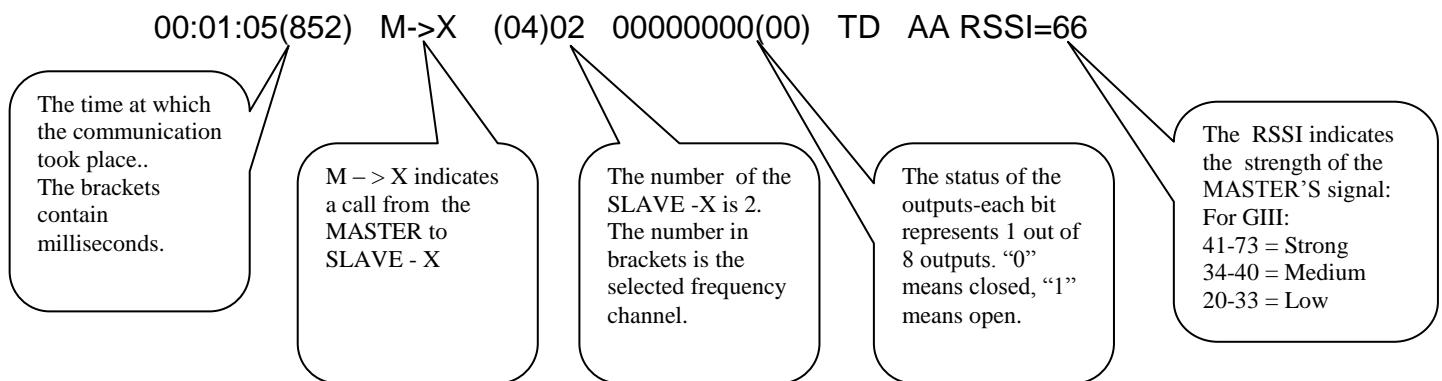 00:01:05(852) M->X (04)02 00000000(00) TD AA RSSI=66
The time at which
the communication
took place..
The brackets
contain
milliseconds.
M – > X indicates
a call from the
MASTER to
SLAVE - X
The number of the
SLAVE -X is 2.
The number in
brackets is the
selected frequency
channel.
The status of the
outputs-each bit
represents 1 out of
8 outputs. “0”
means closed, “1”
means open.
The RSSI indicates
the strength of the
MASTER’S signal:
For GIII:
41-73 = Strong
34-40 = Medium
20-33 = Low